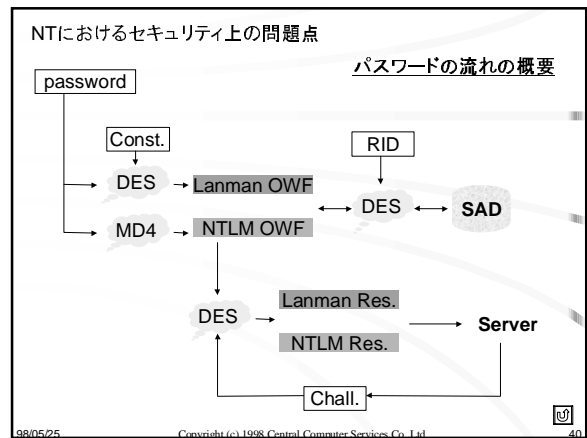 NTにおけるセキュリティ上の問題点
パスワードの流れの概要
password
Const.
RID
DES
Lanman OWF
DES
SAD
MD4
NTLM OWF
Lanman Res.
DES
Server
NTLM Res.
Chall.
98/05/25
Copyright (c) 1998 Central Computer Services Co.,Ltd.
40